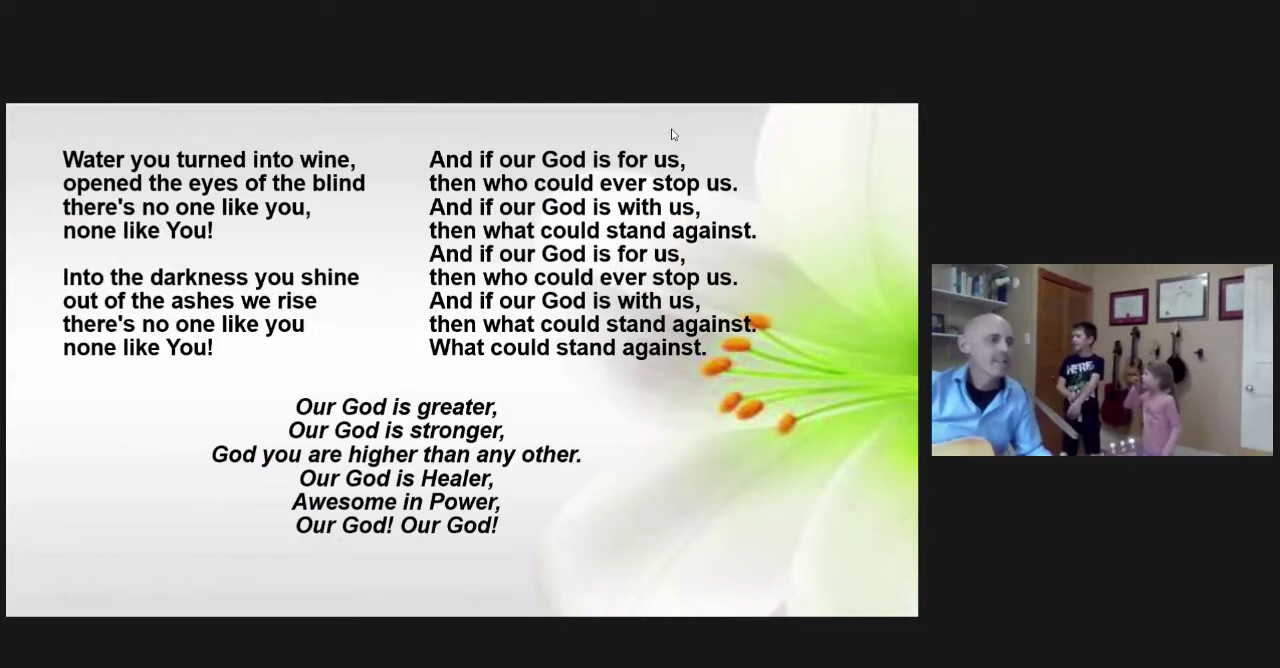 Water you turned into wine,
opened the eyes of the blind
there's no one like you,
none like You!
Into the darkness you shine
out of the ashes we rise
there's no one like you
none like You!
And if our God is for us,
then who could ever stop us.
And if our God is with us,
then what could stand against.
And if our God is for us,
then who could ever stop us.
And if our God is with us,
then what could stand against.
What could stand against.
Our God is greater,
Our God is stronger,
God you are higher than any other.
Our God is Healer,
Awesome in Power,
Our God! Our God!
HERE